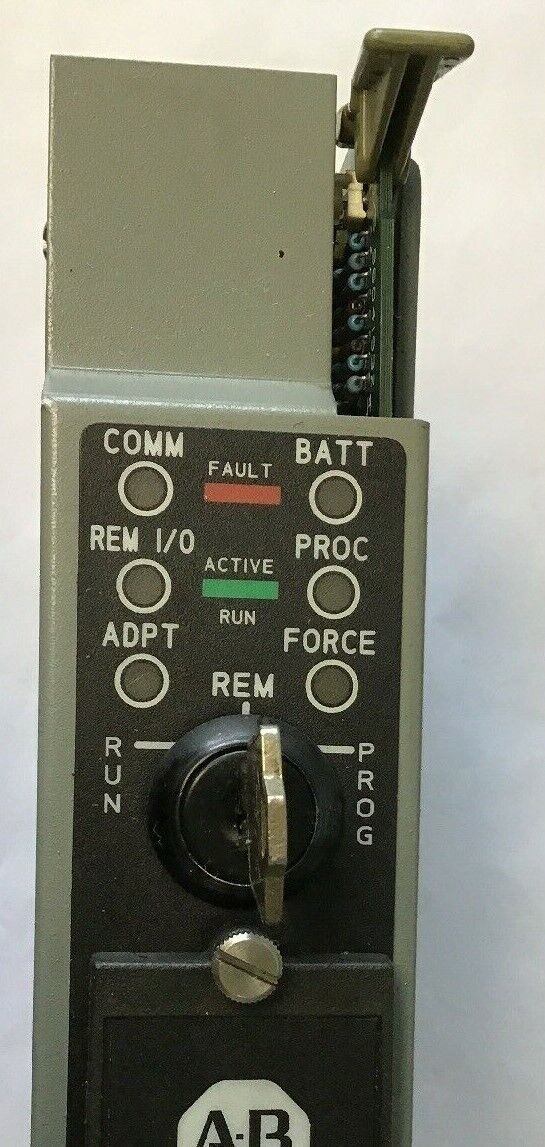 COMM
FAULT
BATT
REM I/O
ACTIVE
PROC
RUN
ADPT
FORCE
REM
RUN
PROG
A-B